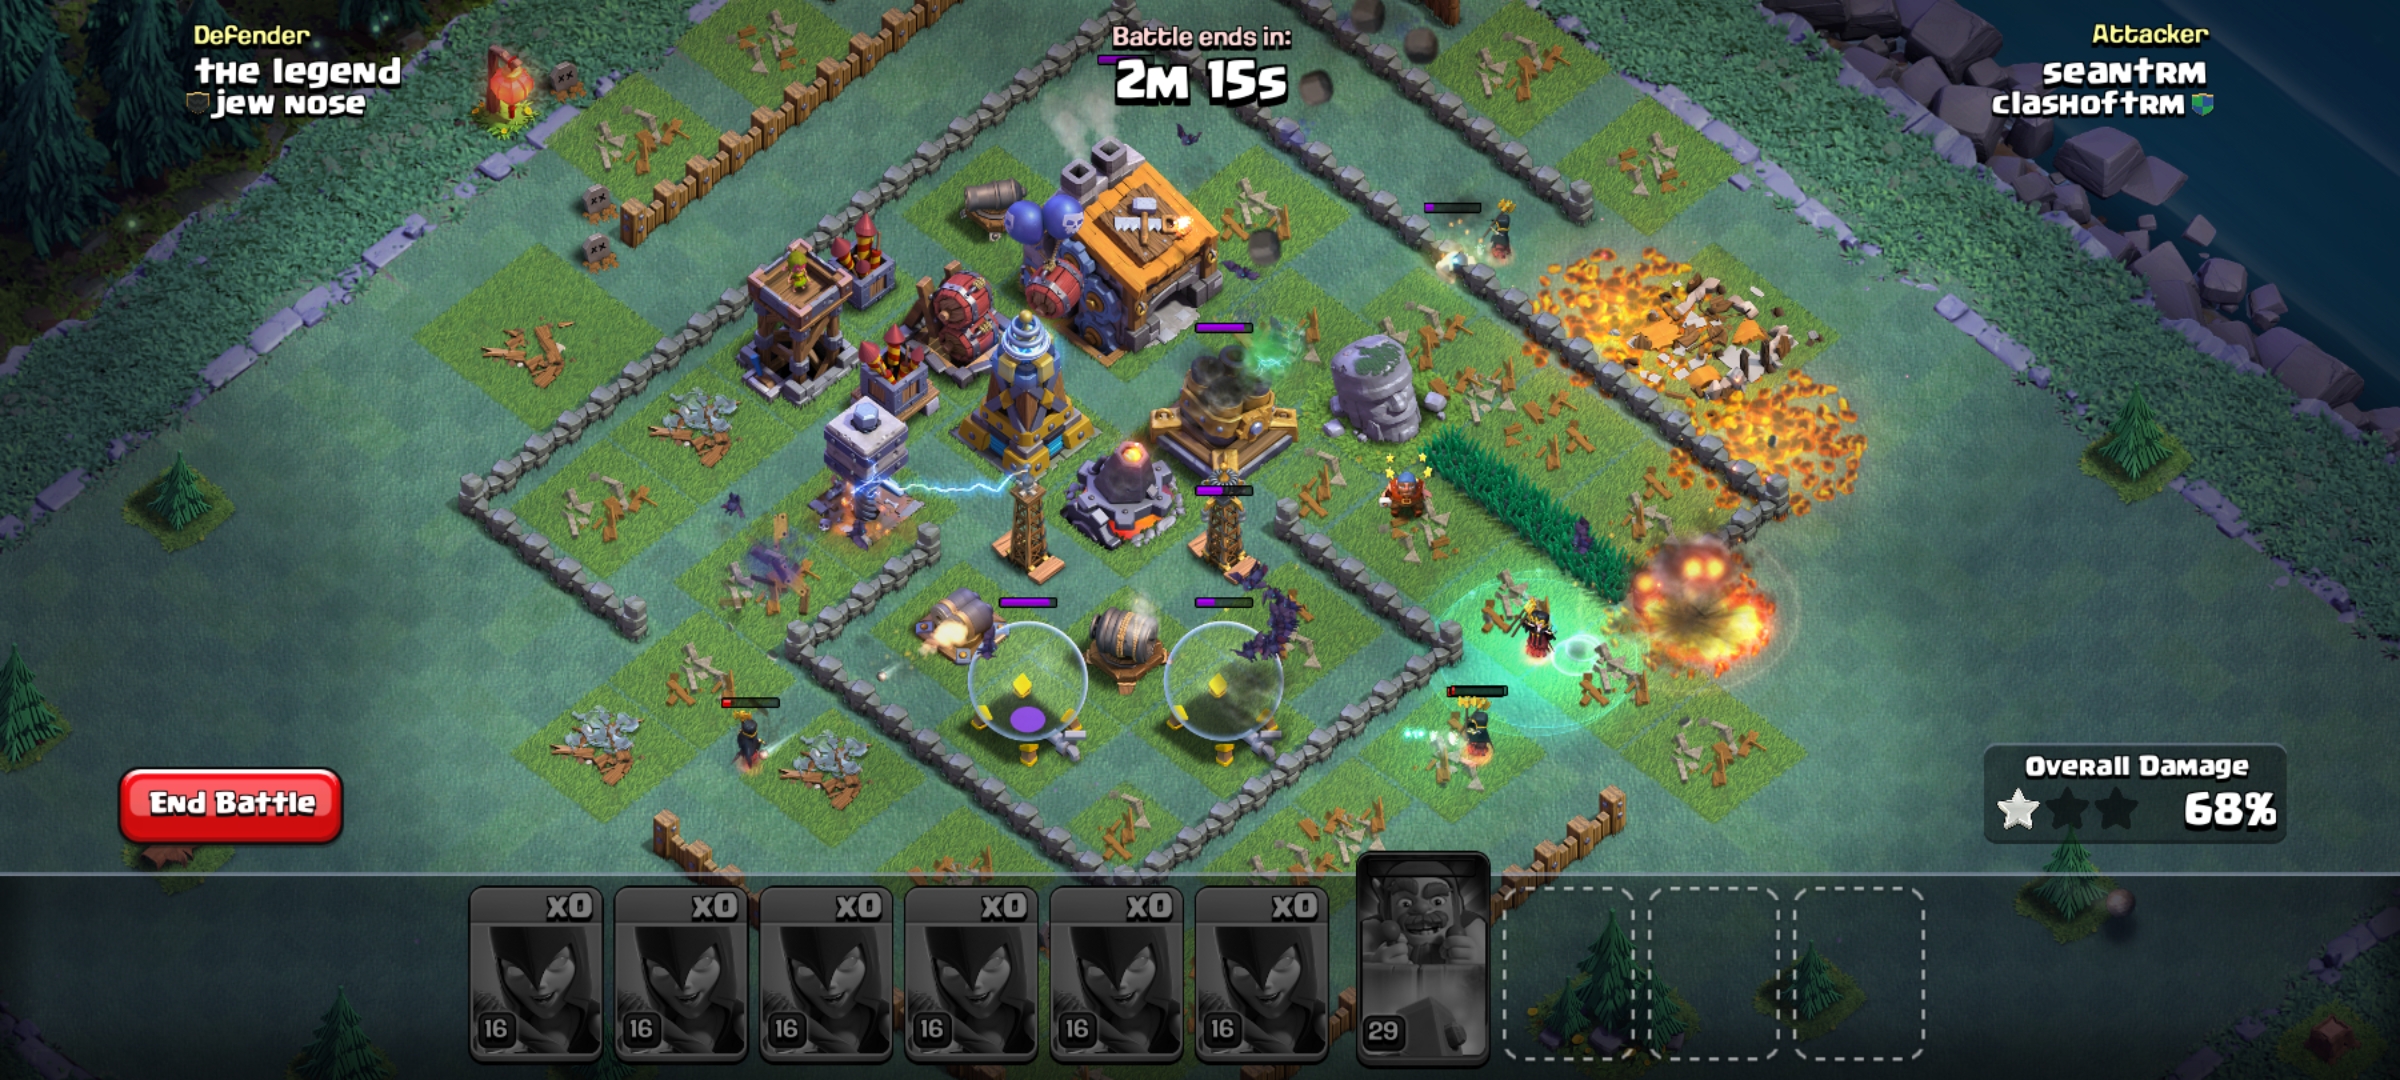 Defender
the legend
jew nose
Battle ends in:
2M 15s
Attacker
seantrm
clashoftrm
End Battle
Overall Damage
68%
x0
x0
x0
x0
x0
x0
16
16
16
16
16
16
29